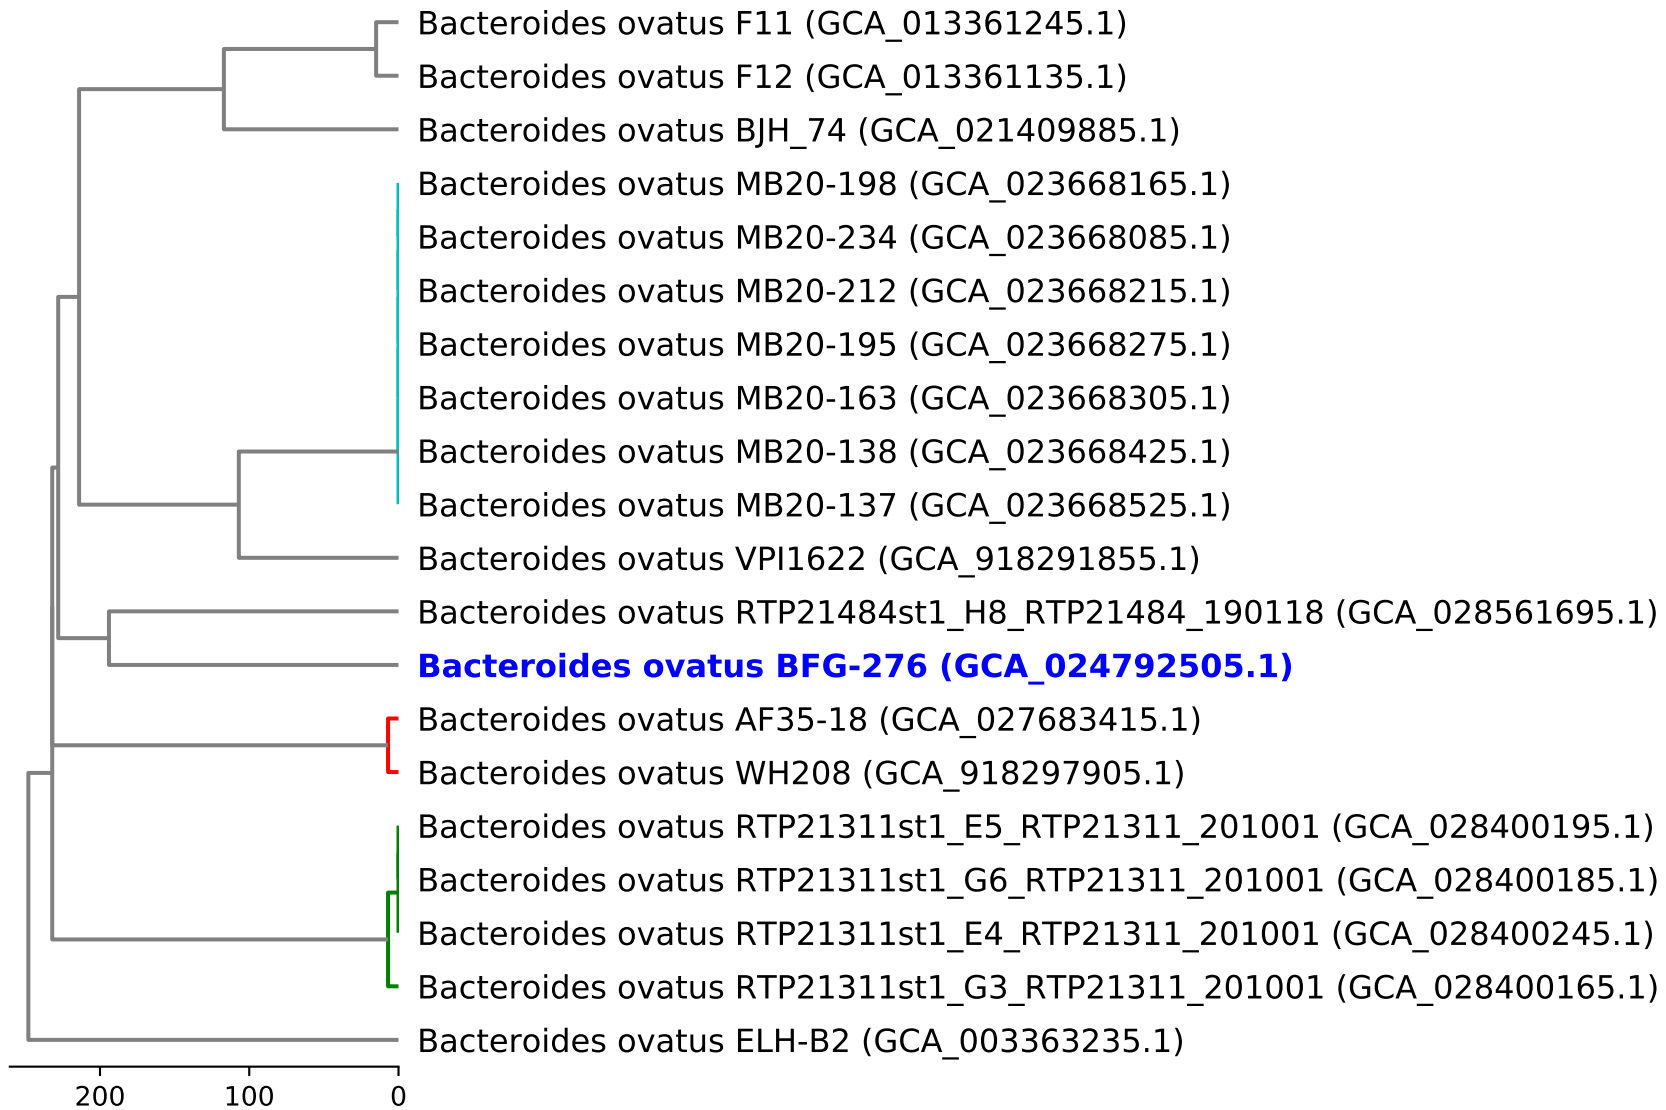 Bacteroides ovatus F11 (GCA_013361245.1)
Bacteroides ovatus F12 (GCA_013361135.1)
Bacteroides ovatus BJH_74 (GCA_021409885.1)
Bacteroides ovatus MB20-198 (GCA_023668165.1)
Bacteroides ovatus MB20-234 (GCA_023668085.1)
Bacteroides ovatus MB20-212 (GCA_023668215.1)
Bacteroides ovatus MB20-195 (GCA_023668275.1)
Bacteroides ovatus MB20-163 (GCA_023668305.1)
Bacteroides ovatus MB20-138 (GCA_023668425.1)
Bacteroides ovatus MB20-137 (GCA_023668525.1)
Bacteroides ovatus VPI1622 (GCA_918291855.1)
Bacteroides ovatus RTP21484st1_H8_RTP21484_190118 (GCA_028561695.1)
Bacteroides ovatus BFG-276 (GCA_024792505.1)
Bacteroides ovatus AF35-18 (GCA_027683415.1)
Bacteroides ovatus WH208 (GCA_918297905.1)
Bacteroides ovatus RTP21311st1_E5_RTP21311_201001 (GCA_028400195.1)
Bacteroides ovatus RTP21311st1_G6_RTP21311_201001 (GCA_028400185.1)
Bacteroides ovatus RTP21311st1_E4_RTP21311_201001 (GCA_028400245.1)
Bacteroides ovatus RTP21311st1_G3_RTP21311_201001 (GCA_028400165.1)
Bacteroides ovatus ELH-B2 (GCA_003363235.1)
200 100 0